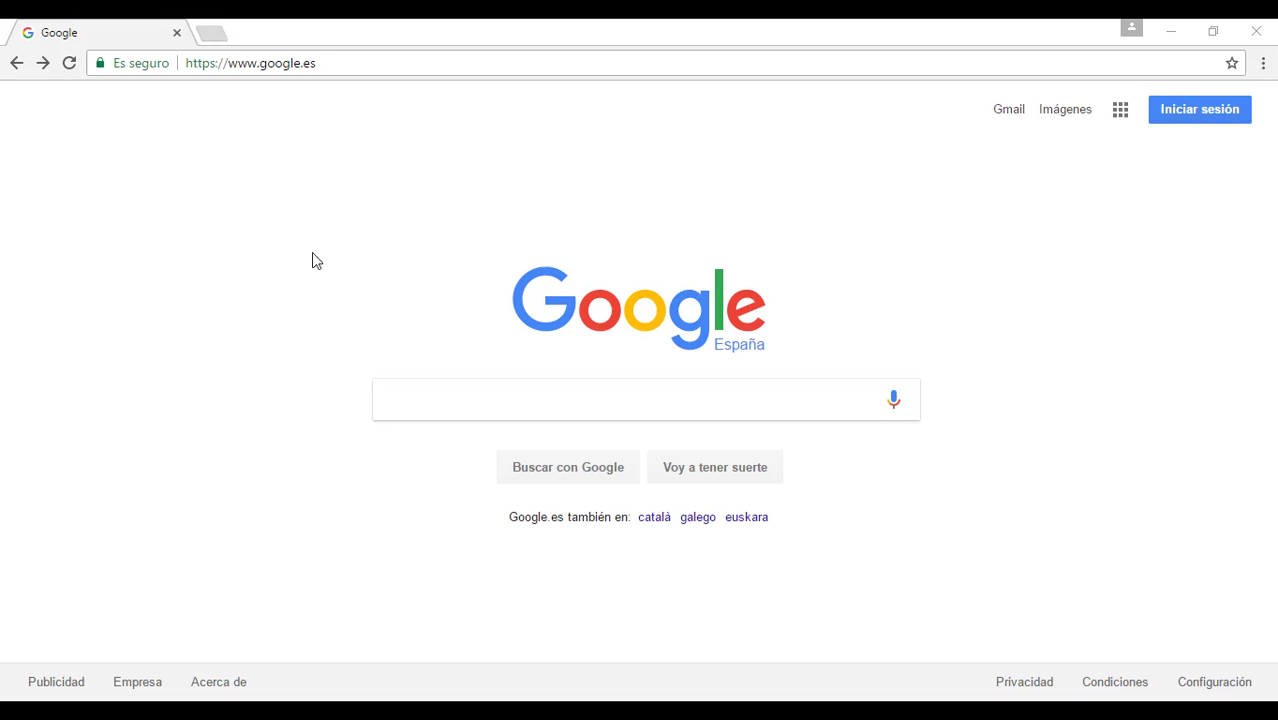 Google
Es seguro
https://www.google.es
Gmail Imágenes Iniciar sesión
Google
España
Buscar con Google Voy a tener suerte
Google.es también en: català galego euskara
Publicidad Empresa Acerca de Privacidad Condiciones Configuración